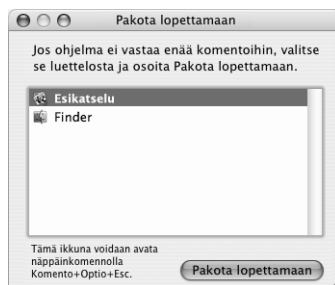 Pakota lopettamaan
Jos ohjelma ei vastaa enää komentoihin, valitse
se luettelosta ja osoita Pakota lopettamaan.
Esikatselu
Finder
Tämä ikkuna voidaan avata
näppäinkomennolla
Komento+Optio+Esc.
Pakota lopettamaan